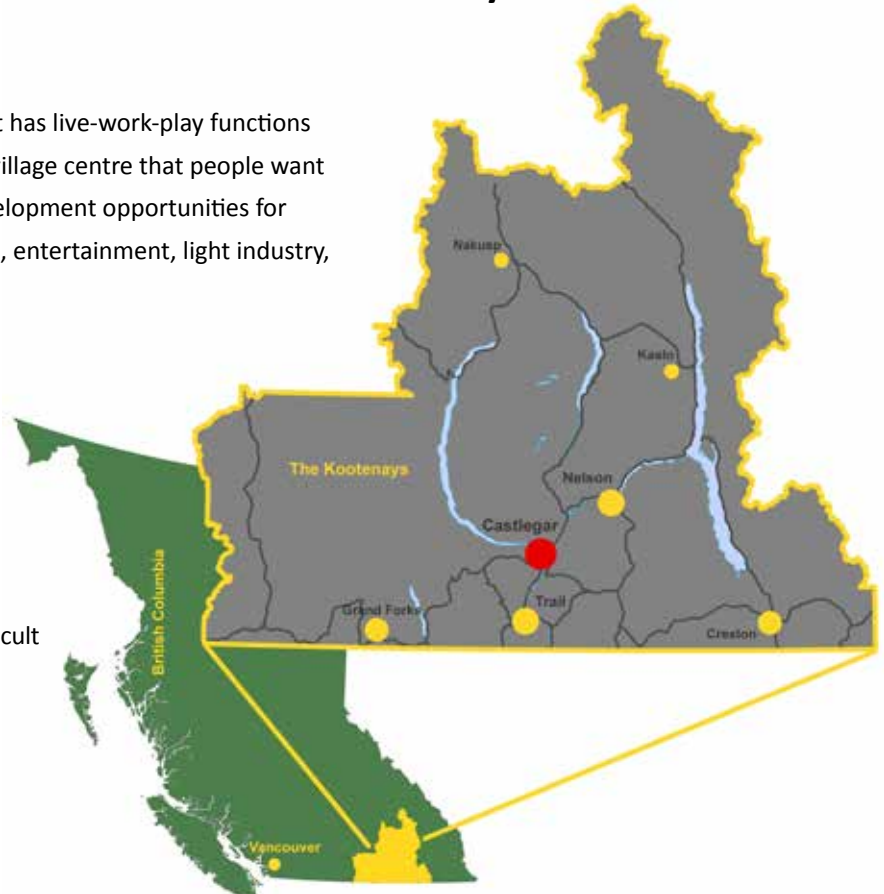 t has live-work-play functions
village centre that people want
elopment opportunities for
, entertainment, light industry,
cult
Nakusp
Kaslo
The Kootenays
Nelson
Castlegar
Trail
Grand Forks
Creston
British Columbia
Vancouver